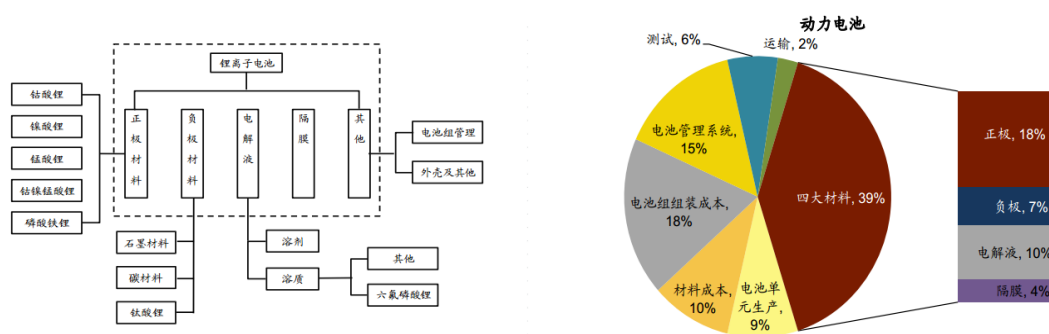 锂离子电池
钴酸锂
镍酸锂
锰酸锂
钴镍锰酸锂
磷酸铁锂
正极材料
负极材料
电解液
隔膜
其他
电池组管理
外壳及其他
石墨材料
碳材料
钛酸锂
溶剂
溶质
其他
六氟磷酸锂
动力电池
测试, 6%
运输, 2%
电池管理系统,
15%
电池组组装成本,
18%
材料成本,
10%
电池单
元生产,
9%
四大材料, 39%
正极, 18%
负极, 7%
电解液, 10%
隔膜, 4%